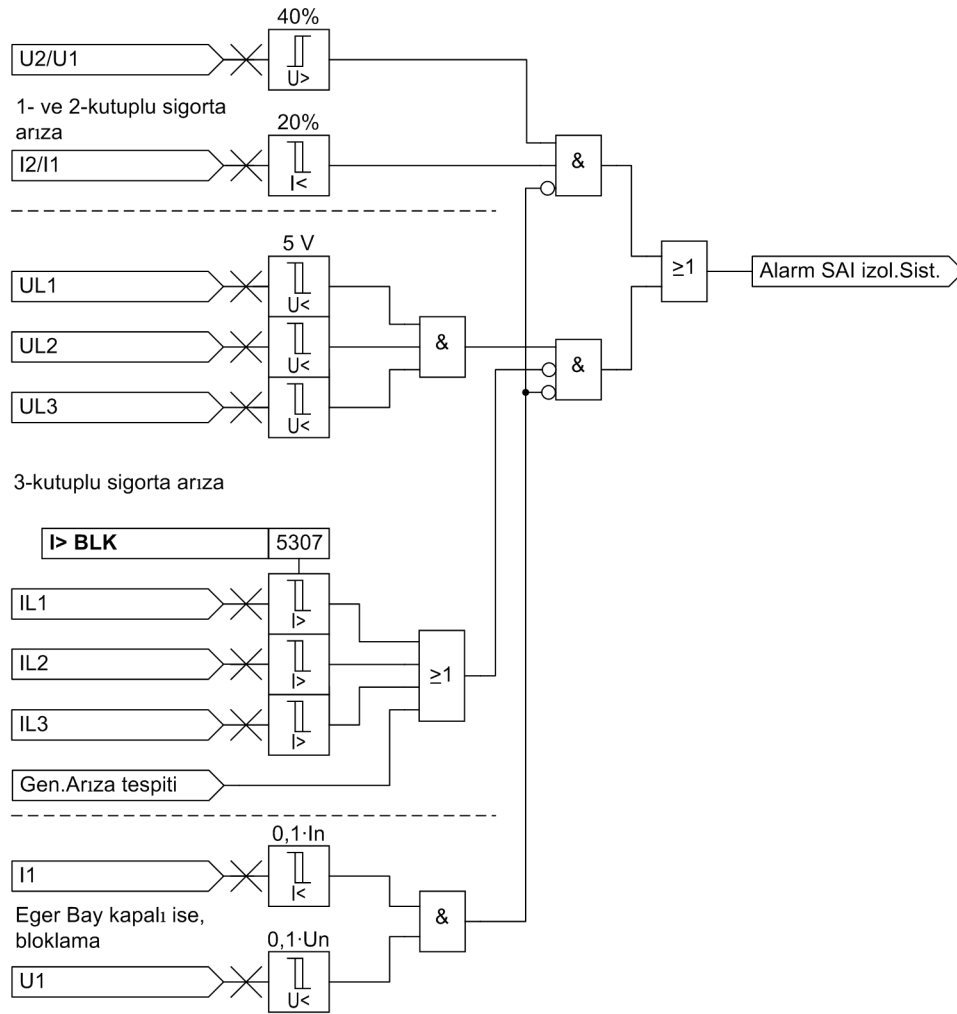 40%
U2/U1
U>
1- ve 2-kutuplu sigorta
arıza
20%
I2/I1
I<
&
≥1
Alarm SAI izol.Sist.
5 V
UL1
U<
UL2
U<
&
&
UL3
U<
3-kutuplu sigorta arıza
I> BLK 5307
IL1
I>
IL2
I>
≥1
IL3
I>
Gen.Arıza tespiti
0,1·In
I1
I<
Eger Bay kapalı ise,
bloklama
&
0,1·Un
U1
U<